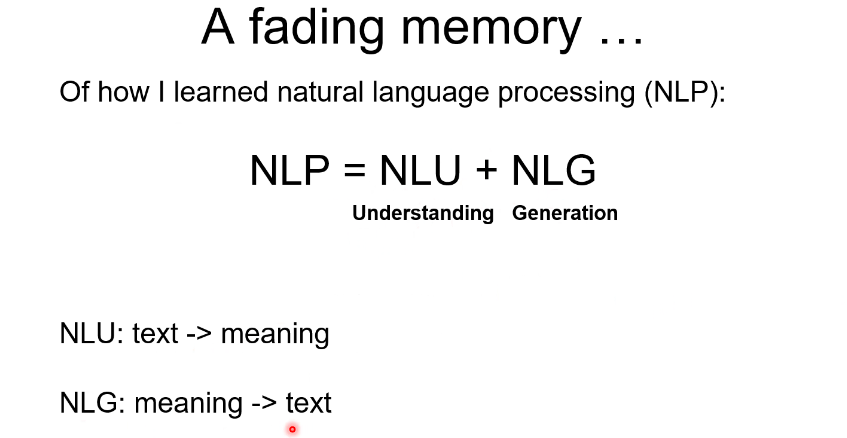 A fading memory …
Of how I learned natural language processing (NLP):
NLP = NLU + NLG
Understanding Generation
NLU: text -> meaning
NLG: meaning -> text